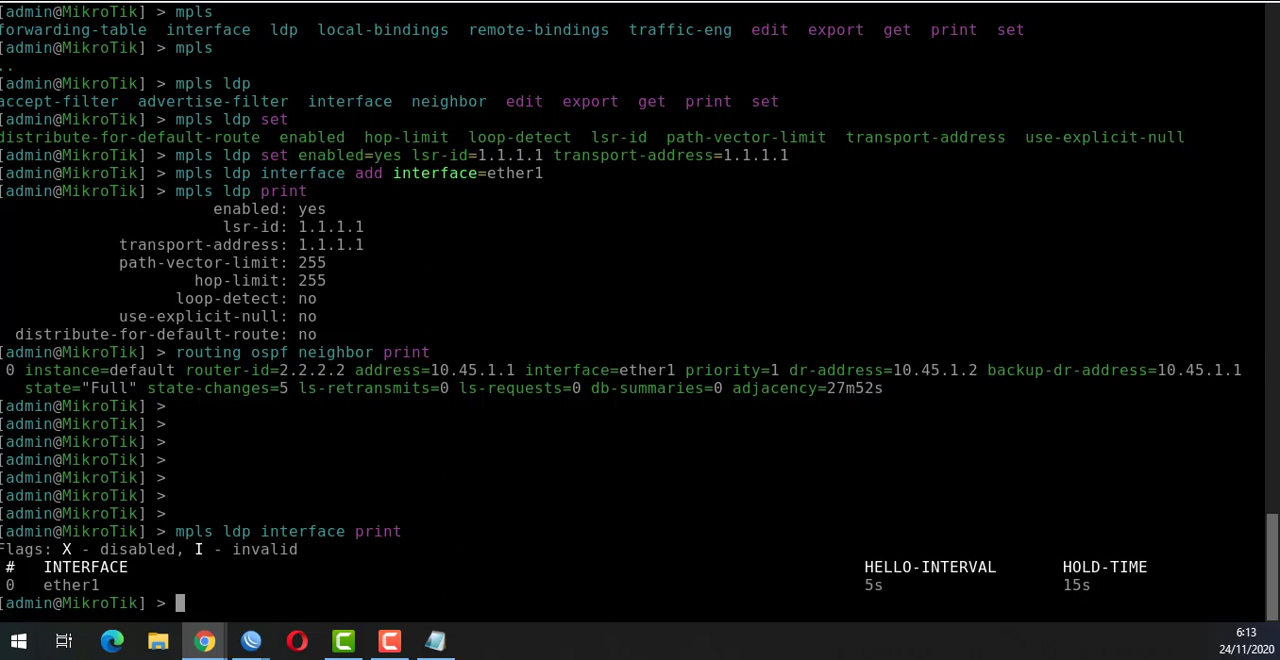 [admin@MikroTik] > mpls
forwarding-table interface ldp local-bindings remote-bindings traffic-eng edit export get print set
[admin@MikroTik] > mpls
..
[admin@MikroTik] > mpls ldp
accept-filter advertise-filter interface neighbor edit export get print set
[admin@MikroTik] > mpls ldp set
distribute-for-default-route enabled hop-limit loop-detect lsr-id path-vector-limit transport-address use-explicit-null
[admin@MikroTik] > mpls ldp set enabled=yes lsr-id=1.1.1.1 transport-address=1.1.1.1
[admin@MikroTik] > mpls ldp interface add interface=ether1
[admin@MikroTik] > mpls ldp print
enabled: yes
lsr-id: 1.1.1.1
transport-address: 1.1.1.1
path-vector-limit: 255
hop-limit: 255
loop-detect: no
use-explicit-null: no
distribute-for-default-route: no
[admin@MikroTik] > routing ospf neighbor print
0 instance=default router-id=2.2.2.2 address=10.45.1.1 interface=ether1 priority=1 dr-address=10.45.1.2 backup-dr-address=10.45.1.1
state="Full" state-changes=5 ls-retransmits=0 ls-requests=0 db-summaries=0 adjacency=27m52s
[admin@MikroTik] >
[admin@MikroTik] >
[admin@MikroTik] >
[admin@MikroTik] >
[admin@MikroTik] >
[admin@MikroTik] >
[admin@MikroTik] >
[admin@MikroTik] > mpls ldp interface print
Flags: X - disabled, I - invalid
# INTERFACE HELLO-INTERVAL HOLD-TIME
0 ether1 5s 15s
[admin@MikroTik] >
6:13
24/11/2020